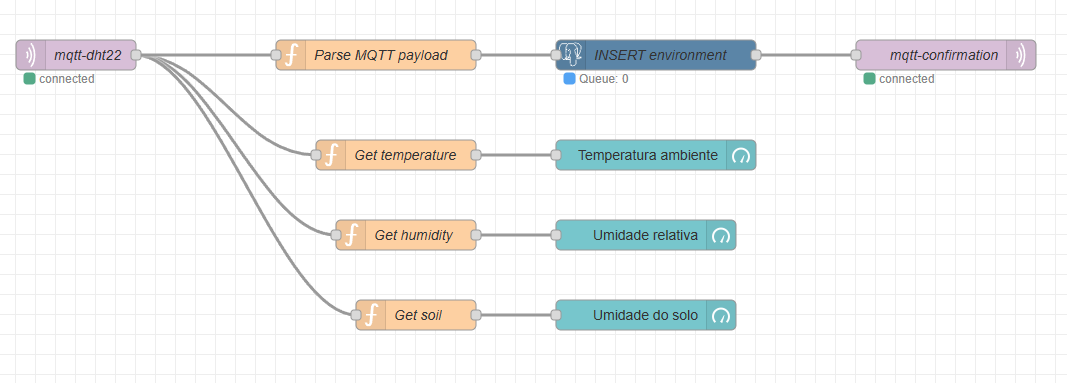 mqtt-dht22
Parse MQTT payload
INSERT environment
mqtt-confirmation
connected
Queue: 0
connected
Get temperature
Temperatura ambiente
Get humidity
Umidade relativa
Get soil
Umidade do solo